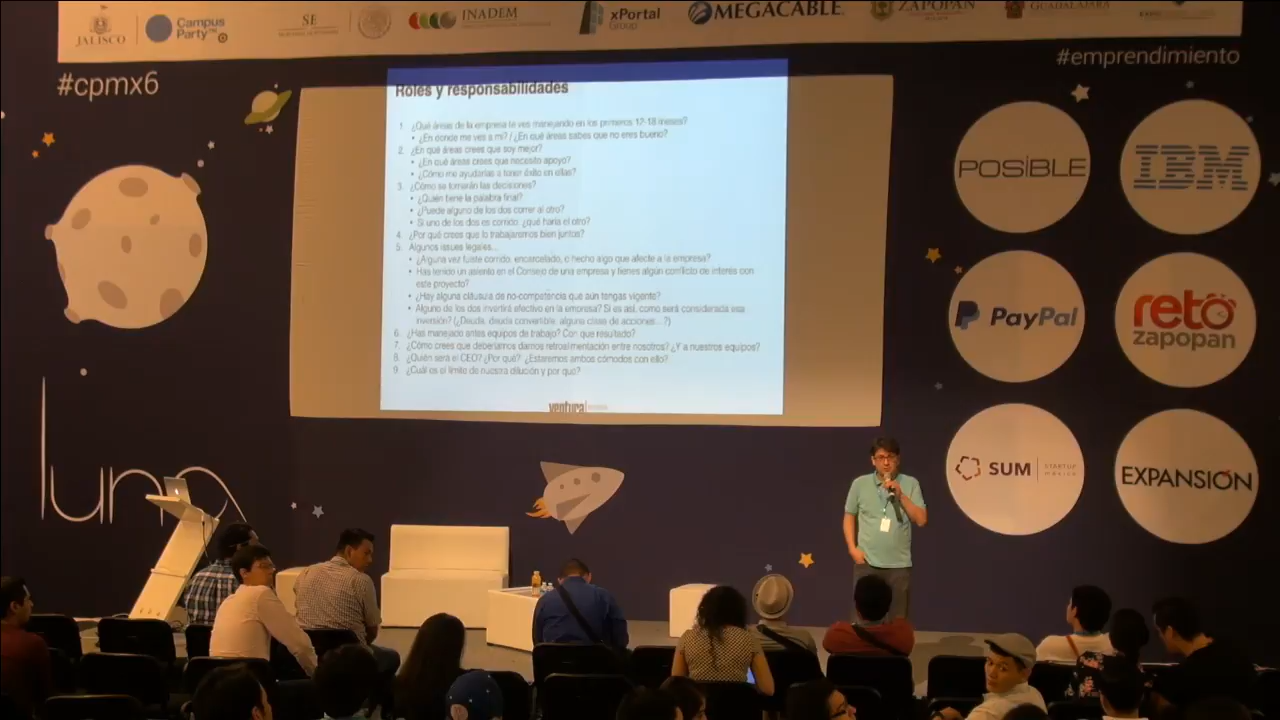 JALISCO
Campus
Party
SE
INADEM
xPortal
Group
MEGACABLE
ZAPOPAN
GUADALAJARA
#cpmx6
#emprendimiento
Roles y responsabilidades
1. ¿Qué áreas de la empresa te ves manejando en los primeros 12-18 meses?
• ¿En donde me ves a mi? / ¿En qué áreas sabes que no eres bueno?
2. ¿En qué áreas crees que soy mejor?
• ¿En qué áreas crees que necesito apoyo?
• ¿Cómo me ayudarías a tener éxito en ellas?
3. ¿Cómo se tomarán las decisiones?
• ¿Quién tiene la palabra final?
• ¿Puede alguno de los dos correr al otro?
• Si uno de los dos es corrido, ¿qué haría el otro?
4. ¿Por qué crees que lo trabajaremos bien juntos?
5. Algunos issues legales...
• ¿Alguna vez fuiste corrido, encarcelado, o hecho algo que afecte a la empresa?
• Has tenido un asiento en el Consejo de una empresa y tienes algún conflicto de interés con
este proyecto?
• ¿Hay alguna cláusula de no-competencia que aún tengas vigente?
• Alguno de los dos invertirá efectivo en la empresa? Si es así, como será considerada esa
inversión? (¿Deuda, deuda convertible, alguna clase de acciones...?)
6. ¿Has manejado antes equipos de trabajo? Con que resultado?
7. ¿Cómo crees que deberíamos darnos retroalimentación entre nosotros? ¿Y a nuestros equipos?
8. ¿Quién será el CEO? ¿Por qué? ¿Estaremos ambos cómodos con ello?
9. ¿Cuál es el límite de nuestra dilución y por qué?
ventura
POSIBLE
IBM
PayPal
reto
zapopan
SUM
STARTUP
MÉXICO
EXPANSIÓN
luna